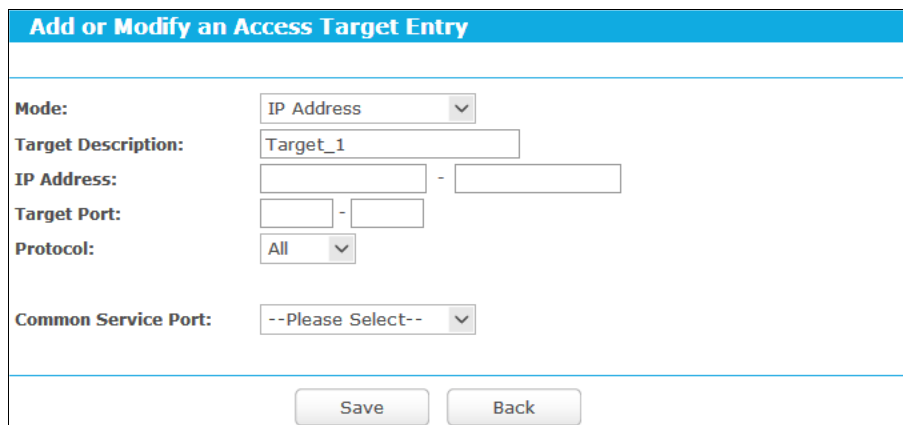 Add or Modify an Access Target Entry
Mode: IP Address
Target Description: Target_1
IP Address: -
Target Port: -
Protocol: All
Common Service Port: --Please Select--
Save Back